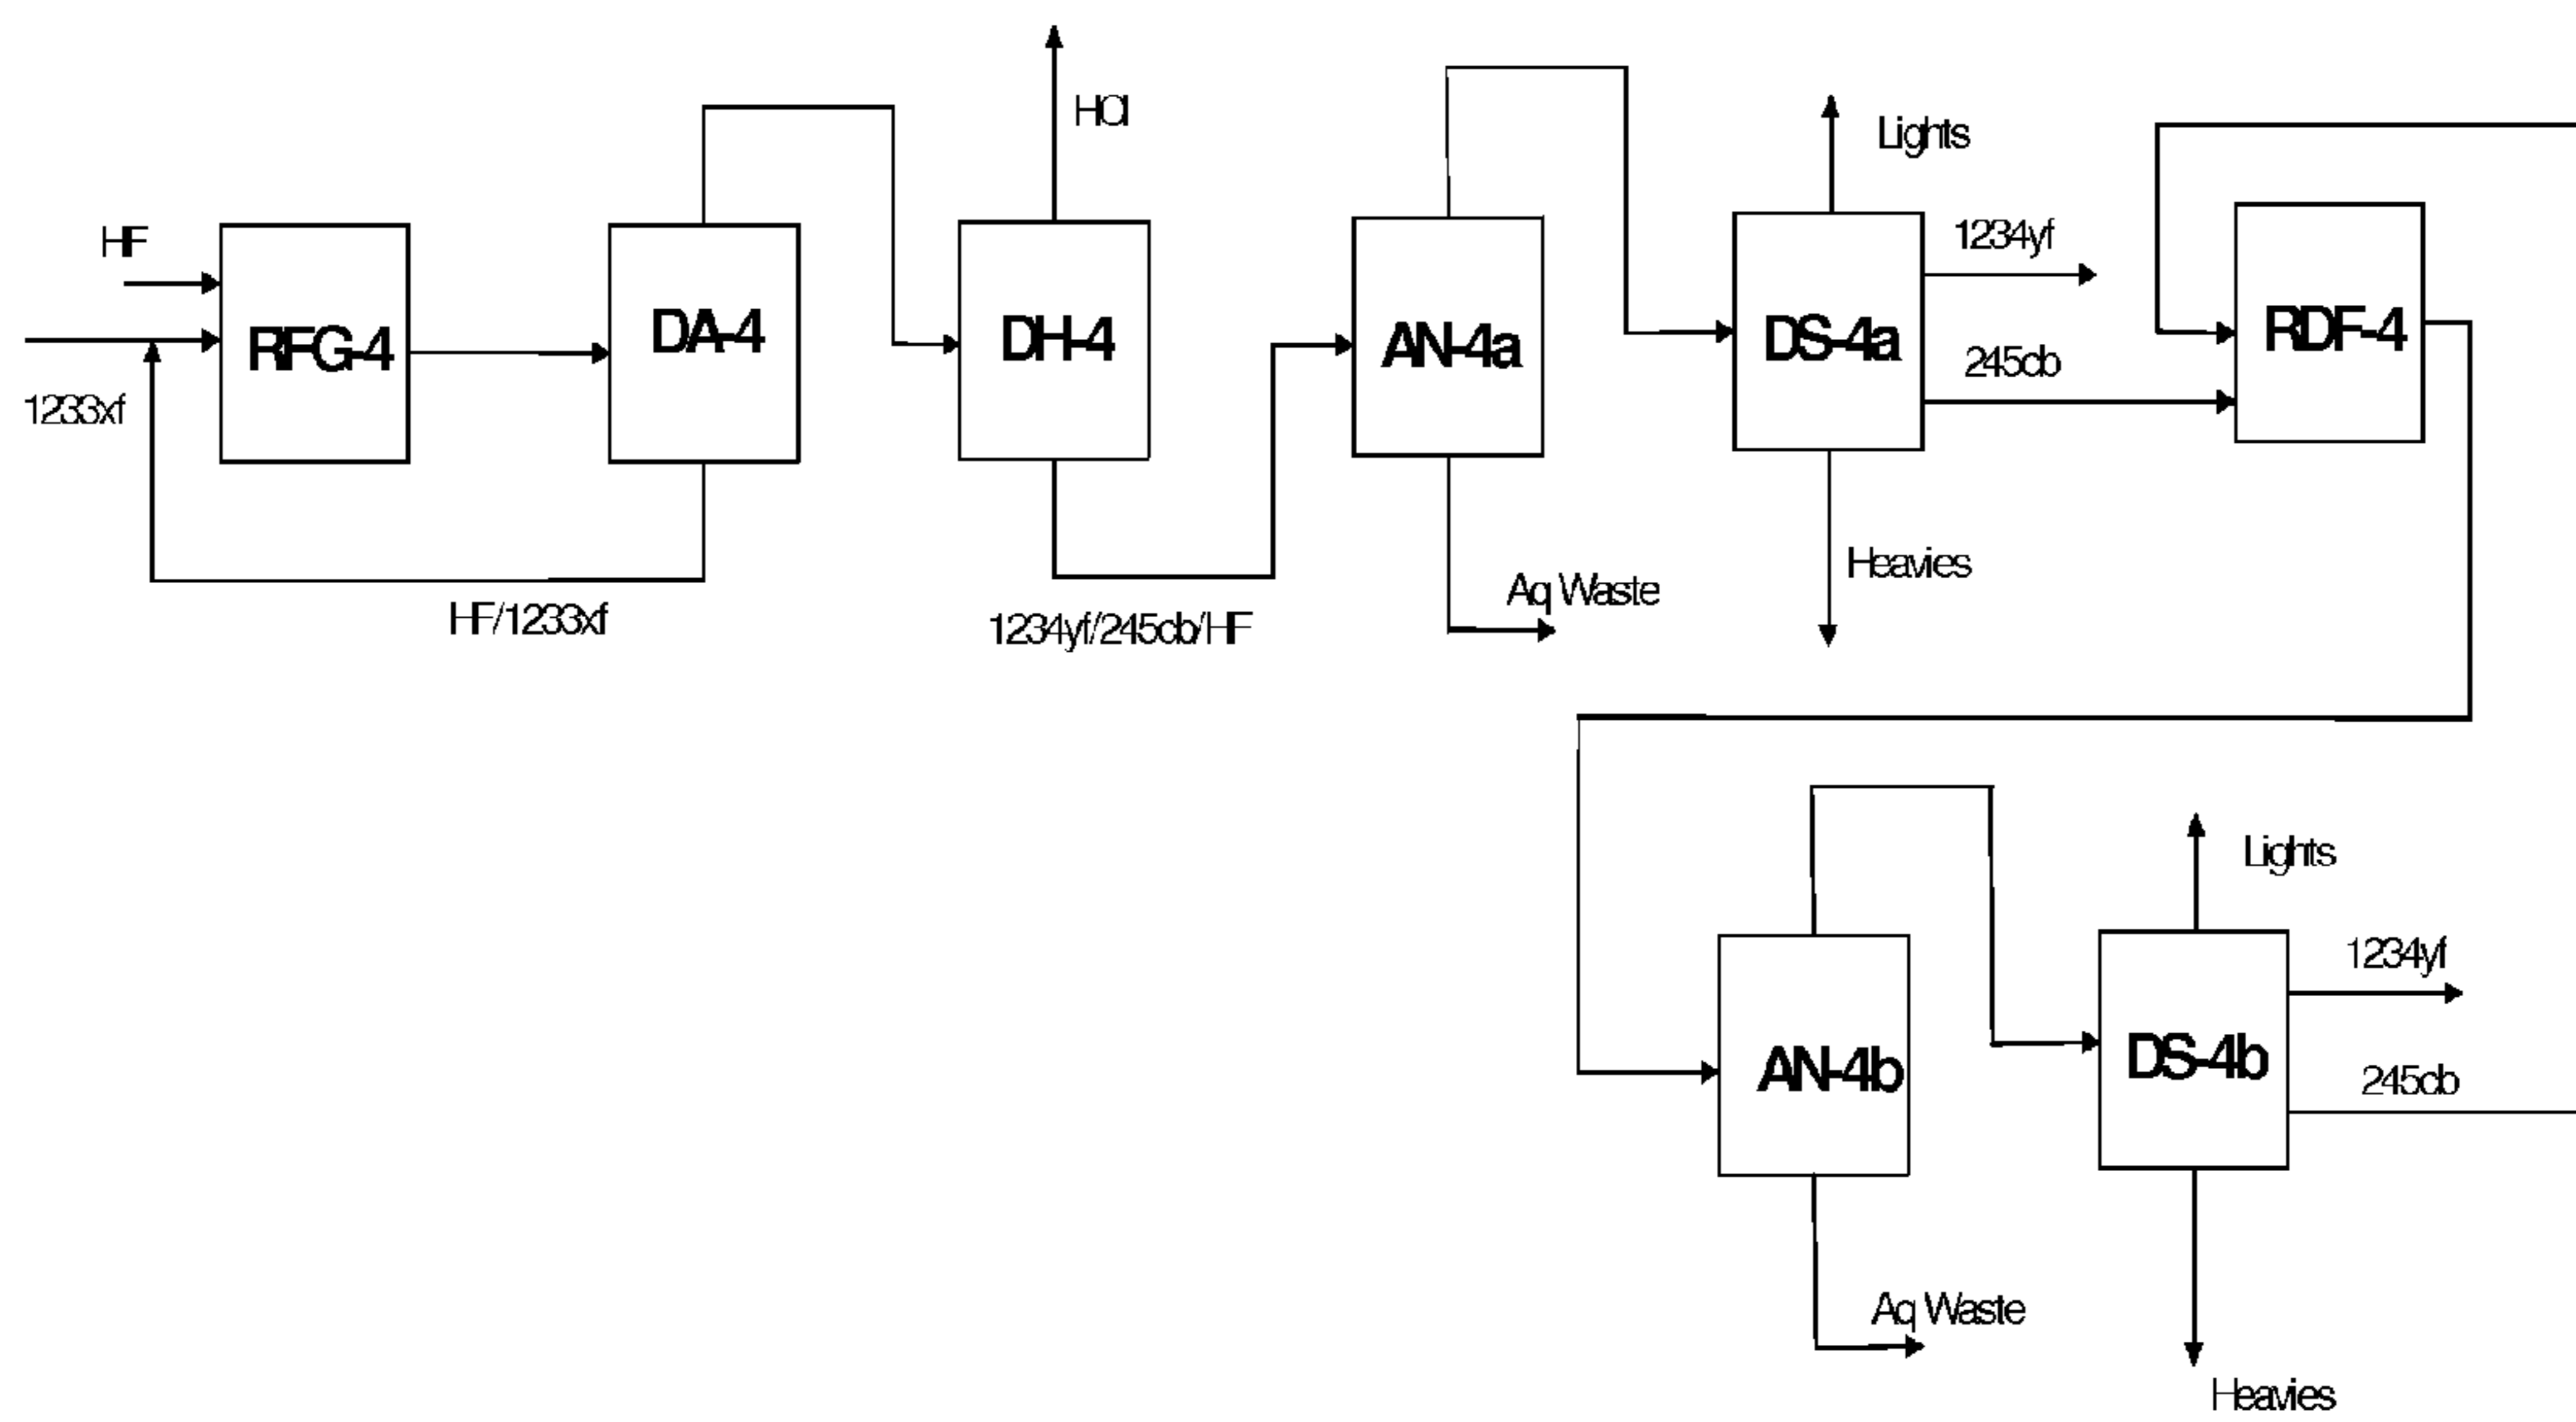 HF
1233xf
RFG-4
HF/1233xf
DA-4
HCl
DH-4
1234yf/245cb/HF
AN-4a
Aq Waste
Lights
DS-4a
1234yf
245cb
Heavies
RDF-4
AN-4b
Aq Waste
Lights
DS-4b
1234yf
245cb
Heavies